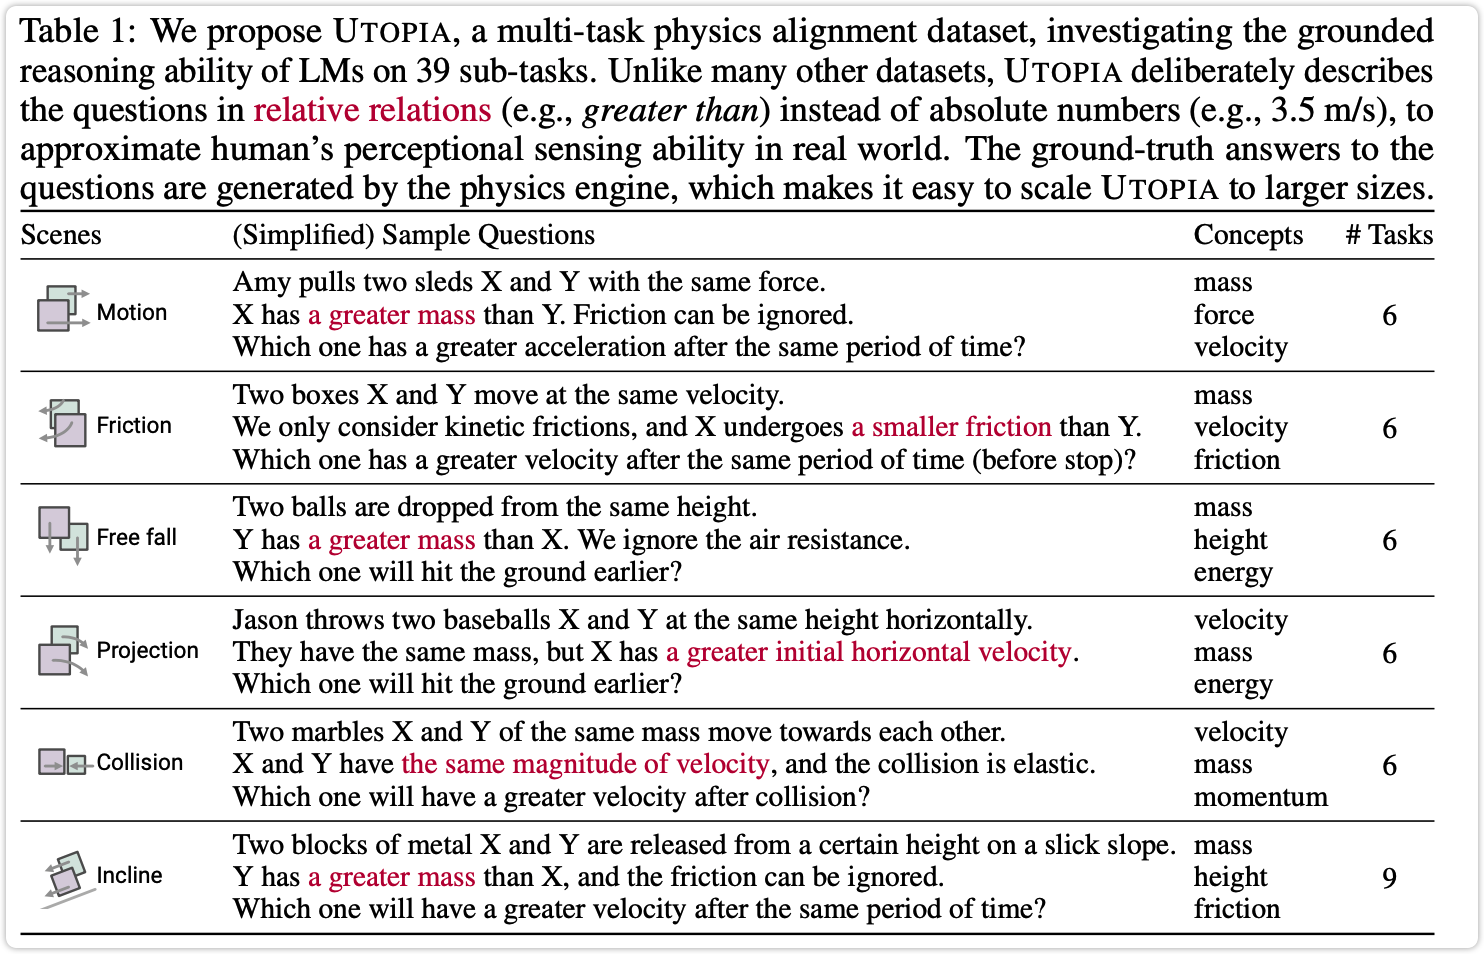 Table 1: We propose UTOPIA, a multi-task physics alignment dataset, investigating the grounded
reasoning ability of LMs on 39 sub-tasks. Unlike many other datasets, UTOPIA deliberately describes
the questions in relative relations (e.g., greater than) instead of absolute numbers (e.g., 3.5 m/s), to
approximate human's perceptional sensing ability in real world. The ground-truth answers to the
questions are generated by the physics engine, which makes it easy to scale UTOPIA to larger sizes.
Scenes (Simplified) Sample Questions Concepts # Tasks
Amy pulls two sleds X and Y with the same force. mass
Motion X has a greater mass than Y. Friction can be ignored. force 6
Which one has a greater acceleration after the same period of time? velocity
Two boxes X and Y move at the same velocity. mass
Friction We only consider kinetic frictions, and X undergoes a smaller friction than Y. velocity 6
Which one has a greater velocity after the same period of time (before stop)? friction
Two balls are dropped from the same height. mass
Free fall Y has a greater mass than X. We ignore the air resistance. height 6
Which one will hit the ground earlier? energy
Jason throws two baseballs X and Y at the same height horizontally. velocity
Projection They have the same mass, but X has a greater initial horizontal velocity. mass 6
Which one will hit the ground earlier? energy
Two marbles X and Y of the same mass move towards each other. velocity
Collision X and Y have the same magnitude of velocity, and the collision is elastic. mass 6
Which one will have a greater velocity after collision? momentum
Two blocks of metal X and Y are released from a certain height on a slick slope. mass
Incline Y has a greater mass than X, and the friction can be ignored. height 9
Which one will have a greater velocity after the same period of time? friction